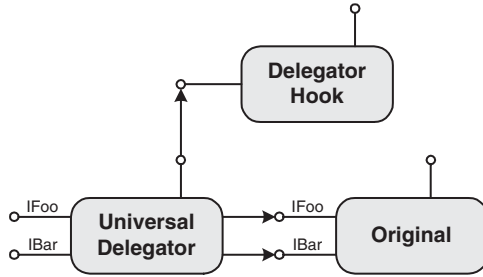 Delegator
Hook
IFoo
IBar
Universal
Delegator
IFoo
IBar
Original